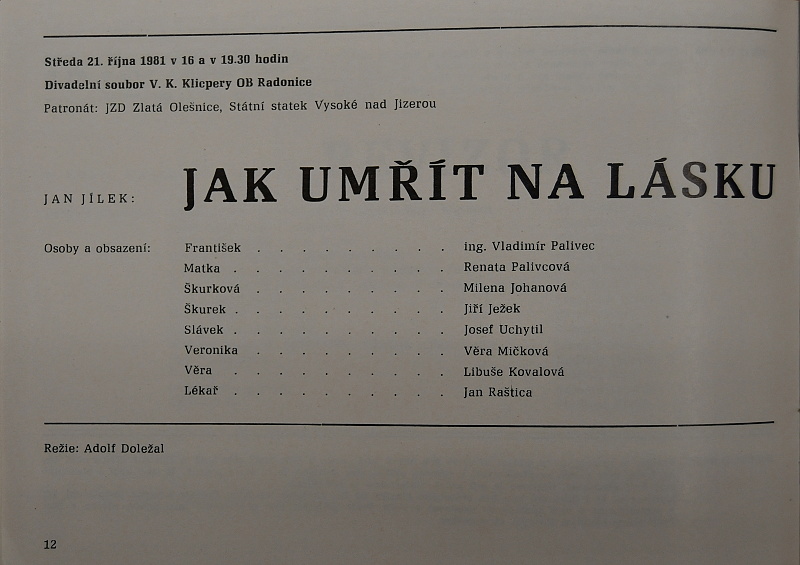 Středa 21. října 1981 v 16 a v 19.30 hodin
Divadelní soubor V. K. Klicpery OB Radonice
Patronát: JZD Zlatá Olešnice, Státní statek Vysoké nad Jizerou
JAN JÍLEK: JAK UMŘÍT NA LÁSKU
Osoby a obsazení: František . . . . . . . . . ing. Vladimír Palivec
Matka . . . . . . . . . . Renata Palivcová
Škurková . . . . . . . . . Milena Johanová
Škurek . . . . . . . . . . Jiří Ježek
Slávek . . . . . . . . . . Josef Uchytil
Veronika . . . . . . . . . Věra Mičková
Věra . . . . . . . . . . Libuše Kovalová
Lékař . . . . . . . . . . Jan Raštica
Režie: Adolf Doležal
12